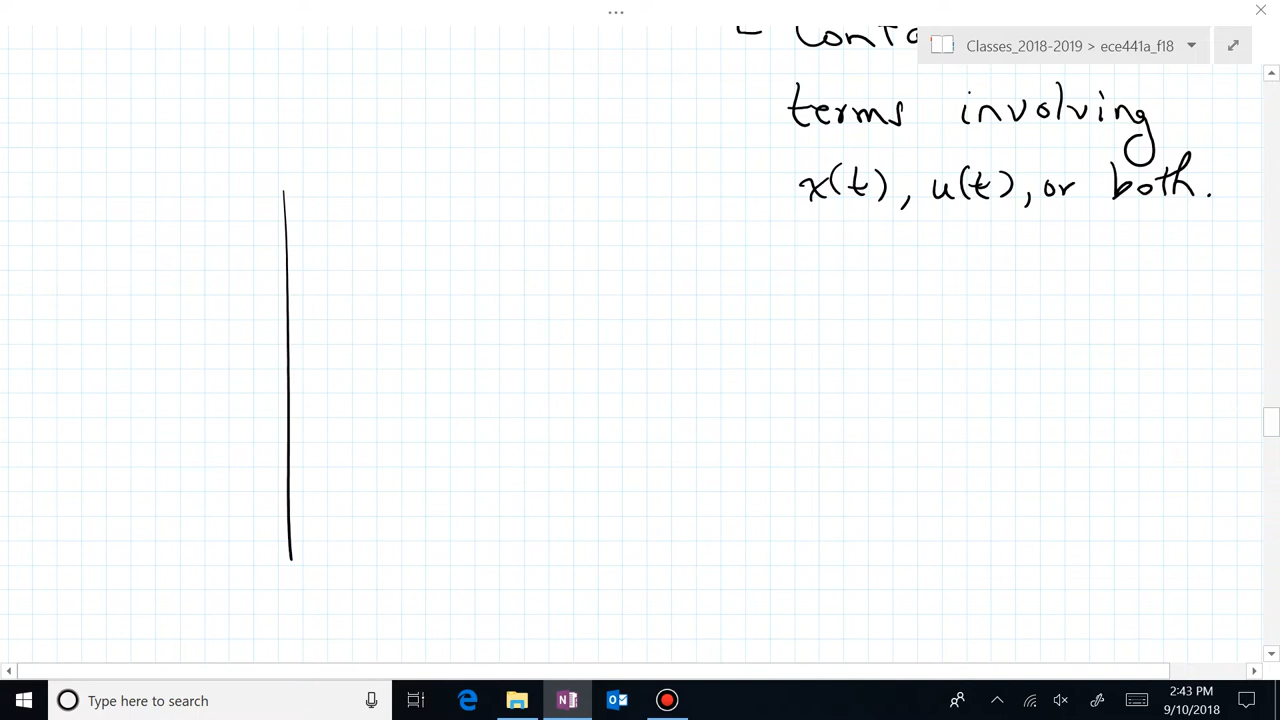 Classes_2018-2019 > ece441a_f18
terms involving
x(t), u(t), or both.
Type here to search
2:43 PM
9/10/2018